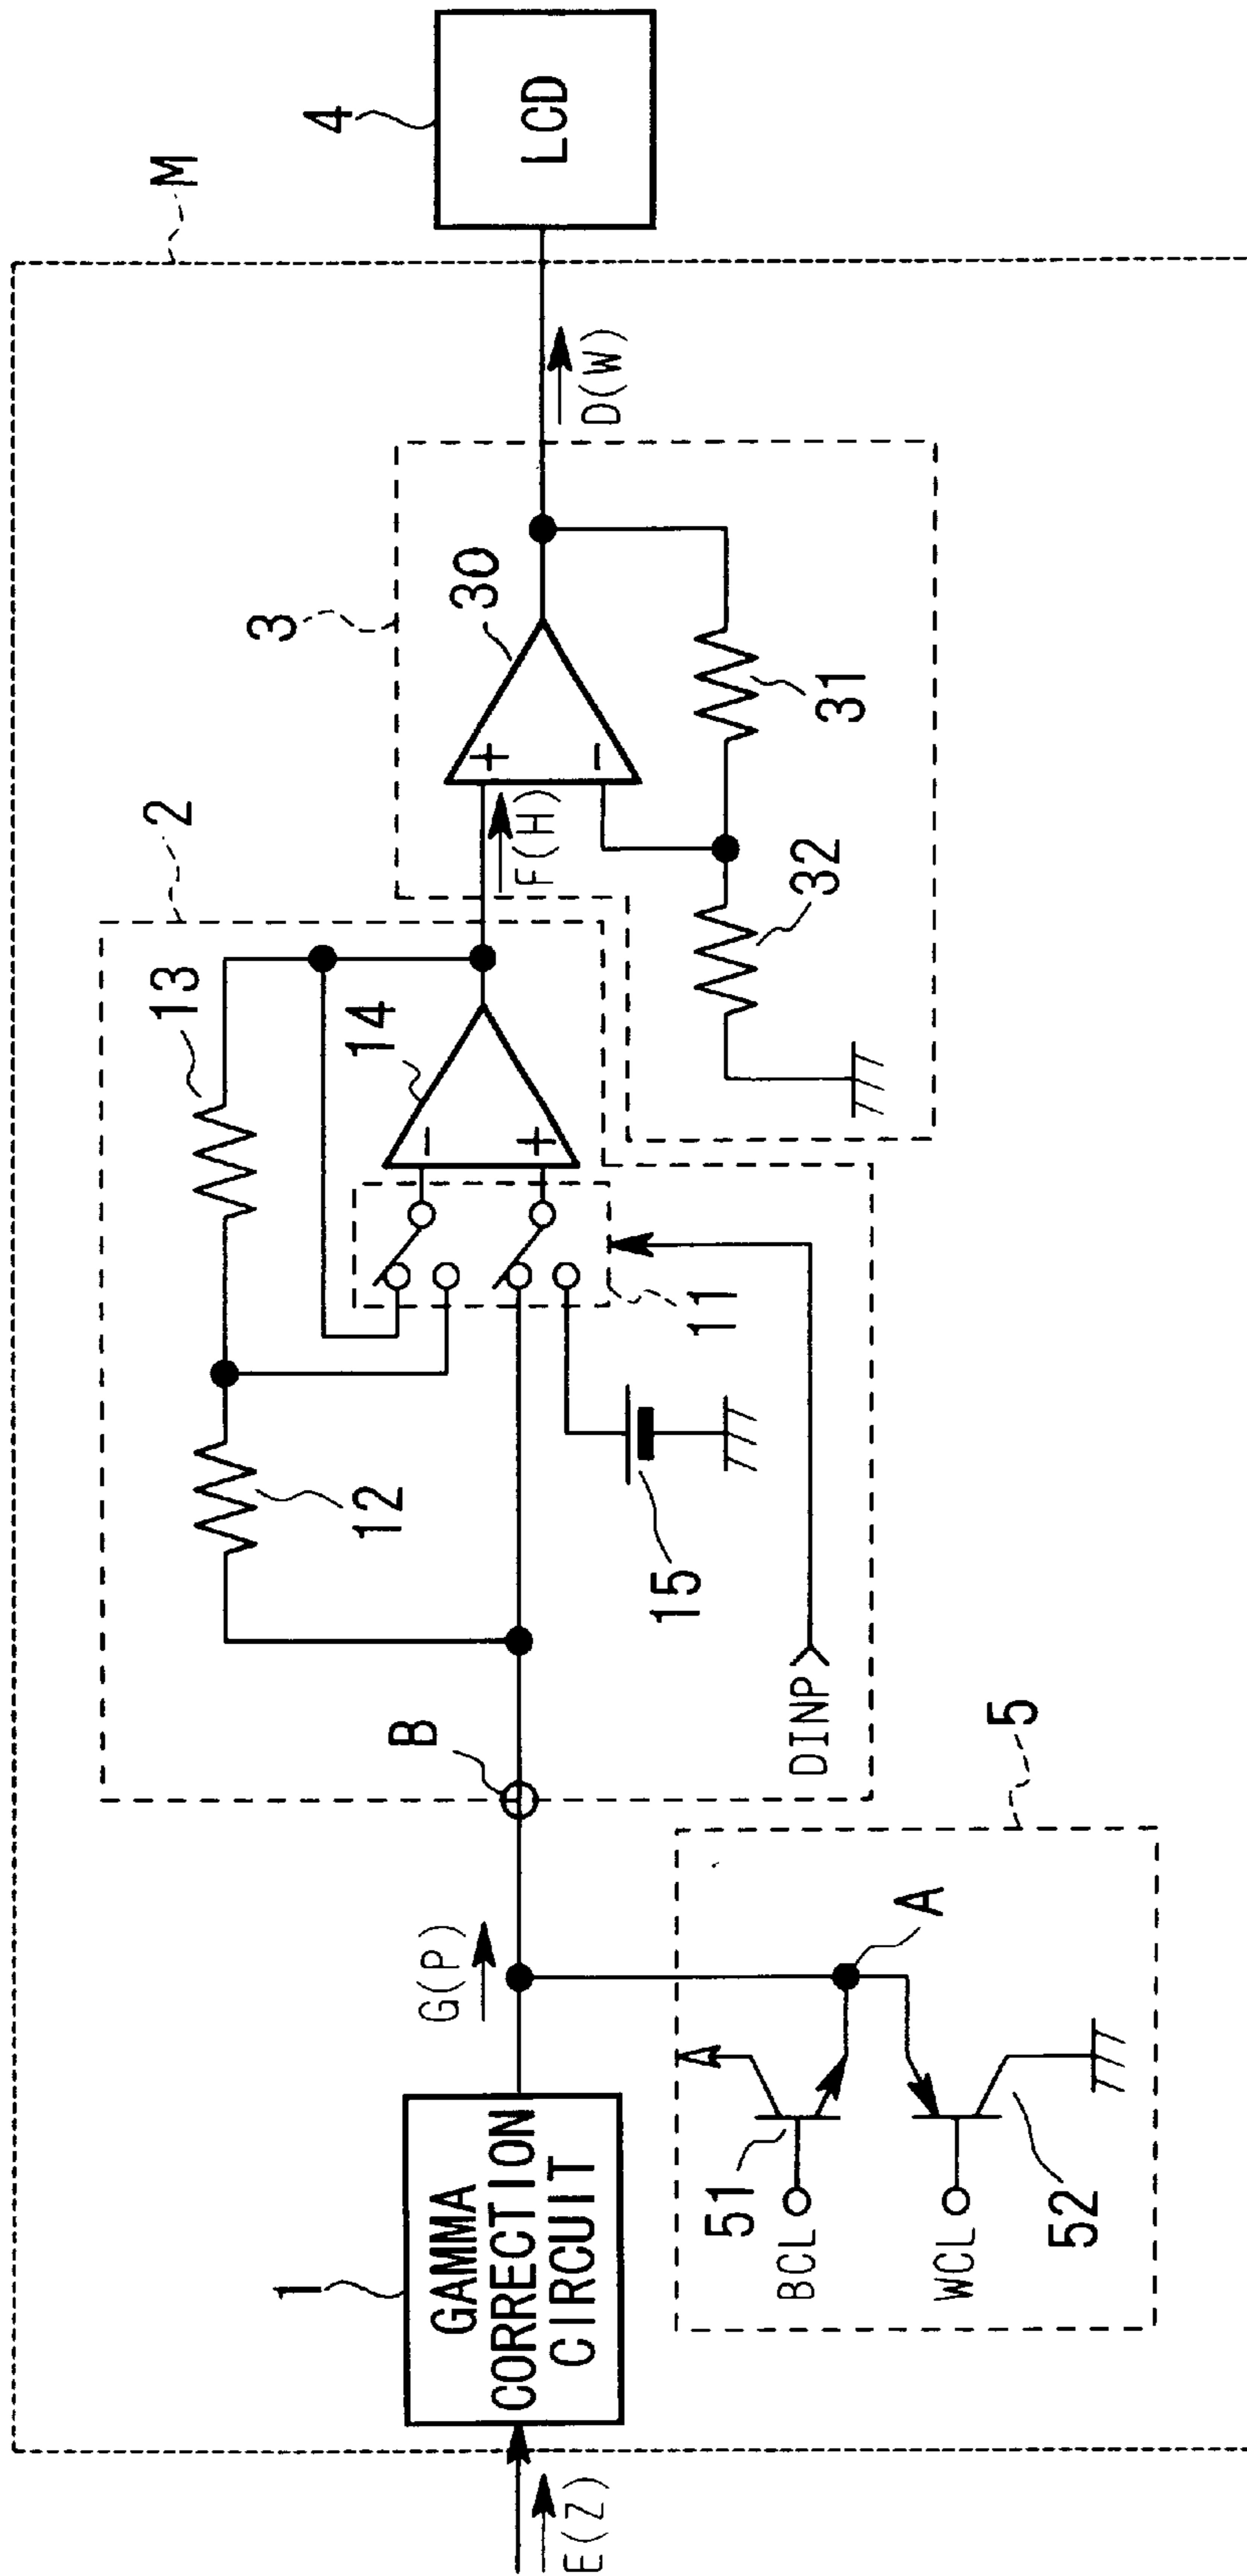 M
4
LCD
D(W)
3
30
+
−
31
32
F(H)
2
13
14
−
+
11
12
15
DINP
B
G(P)
5
A
51
BCL
WCL
52
1
GAMMA
CORRECTION
CIRCUIT
E(Z)